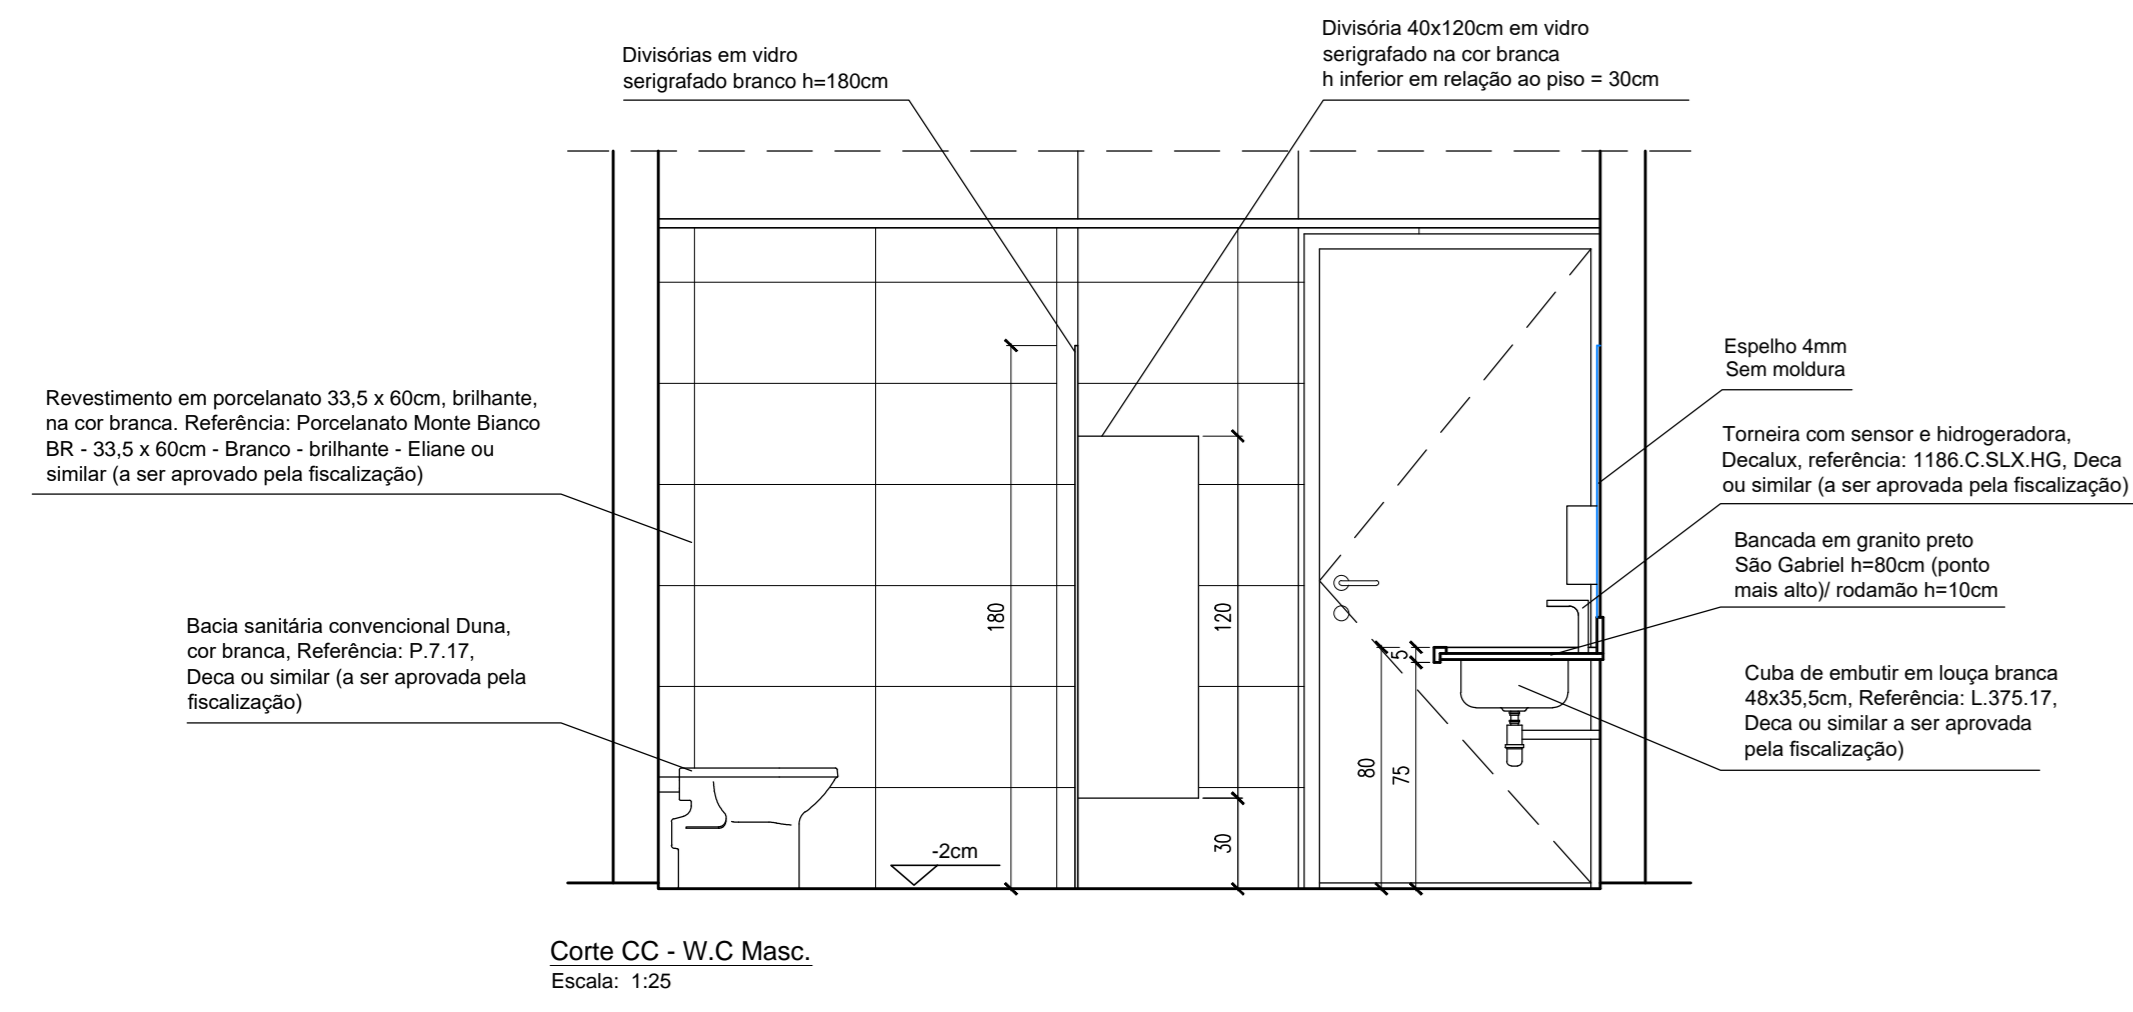 Divisórias em vidro
serigrafado branco h=180cm
Divisória 40x120cm em vidro
serigrafado na cor branca
h inferior em relação ao piso = 30cm
Revestimento em porcelanato 33,5 x 60cm, brilhante,
na cor branca. Referência: Porcelanato Monte Bianco
BR - 33,5 x 60cm - Branco - brilhante - Eliane ou
similar (a ser aprovado pela fiscalização)
Bacia sanitária convencional Duna,
cor branca, Referência: P.7.17,
Deca ou similar (a ser aprovada pela
fiscalização)
Espelho 4mm
Sem moldura
Torneira com sensor e hidrogeradora,
Decalux, referência: 1186.C.SLX.HG, Deca
ou similar (a ser aprovada pela fiscalização)
Bancada em granito preto
São Gabriel h=80cm (ponto
mais alto)/ rodamão h=10cm
Cuba de embutir em louça branca
48x35,5cm, Referência: L.375.17,
Deca ou similar a ser aprovada
pela fiscalização)
180
120
30
80
75
5
-2cm
Corte CC - W.C Masc.
Escala: 1:25